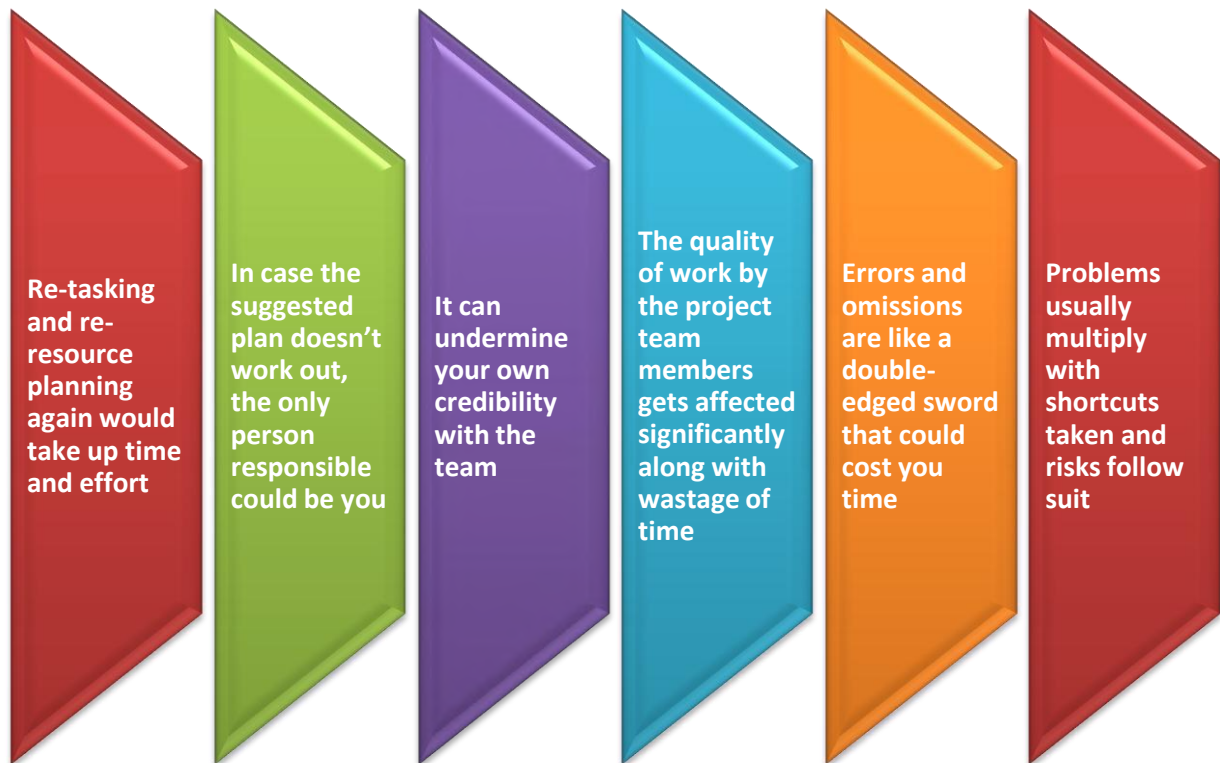 Re-tasking
and re-
resource
planning
again would
take up time
and effort
In case the
suggested
plan doesn’t
work out,
the only
person
responsible
could be you
It can
undermine
your own
credibility
with the
team
The quality
of work by
the project
team
members
gets affected
significantly
along with
wastage of
time
Errors and
omissions
are like a
double-
edged sword
that could
cost you
time
Problems
usually
multiply
with
shortcuts
taken and
risks follow
suit